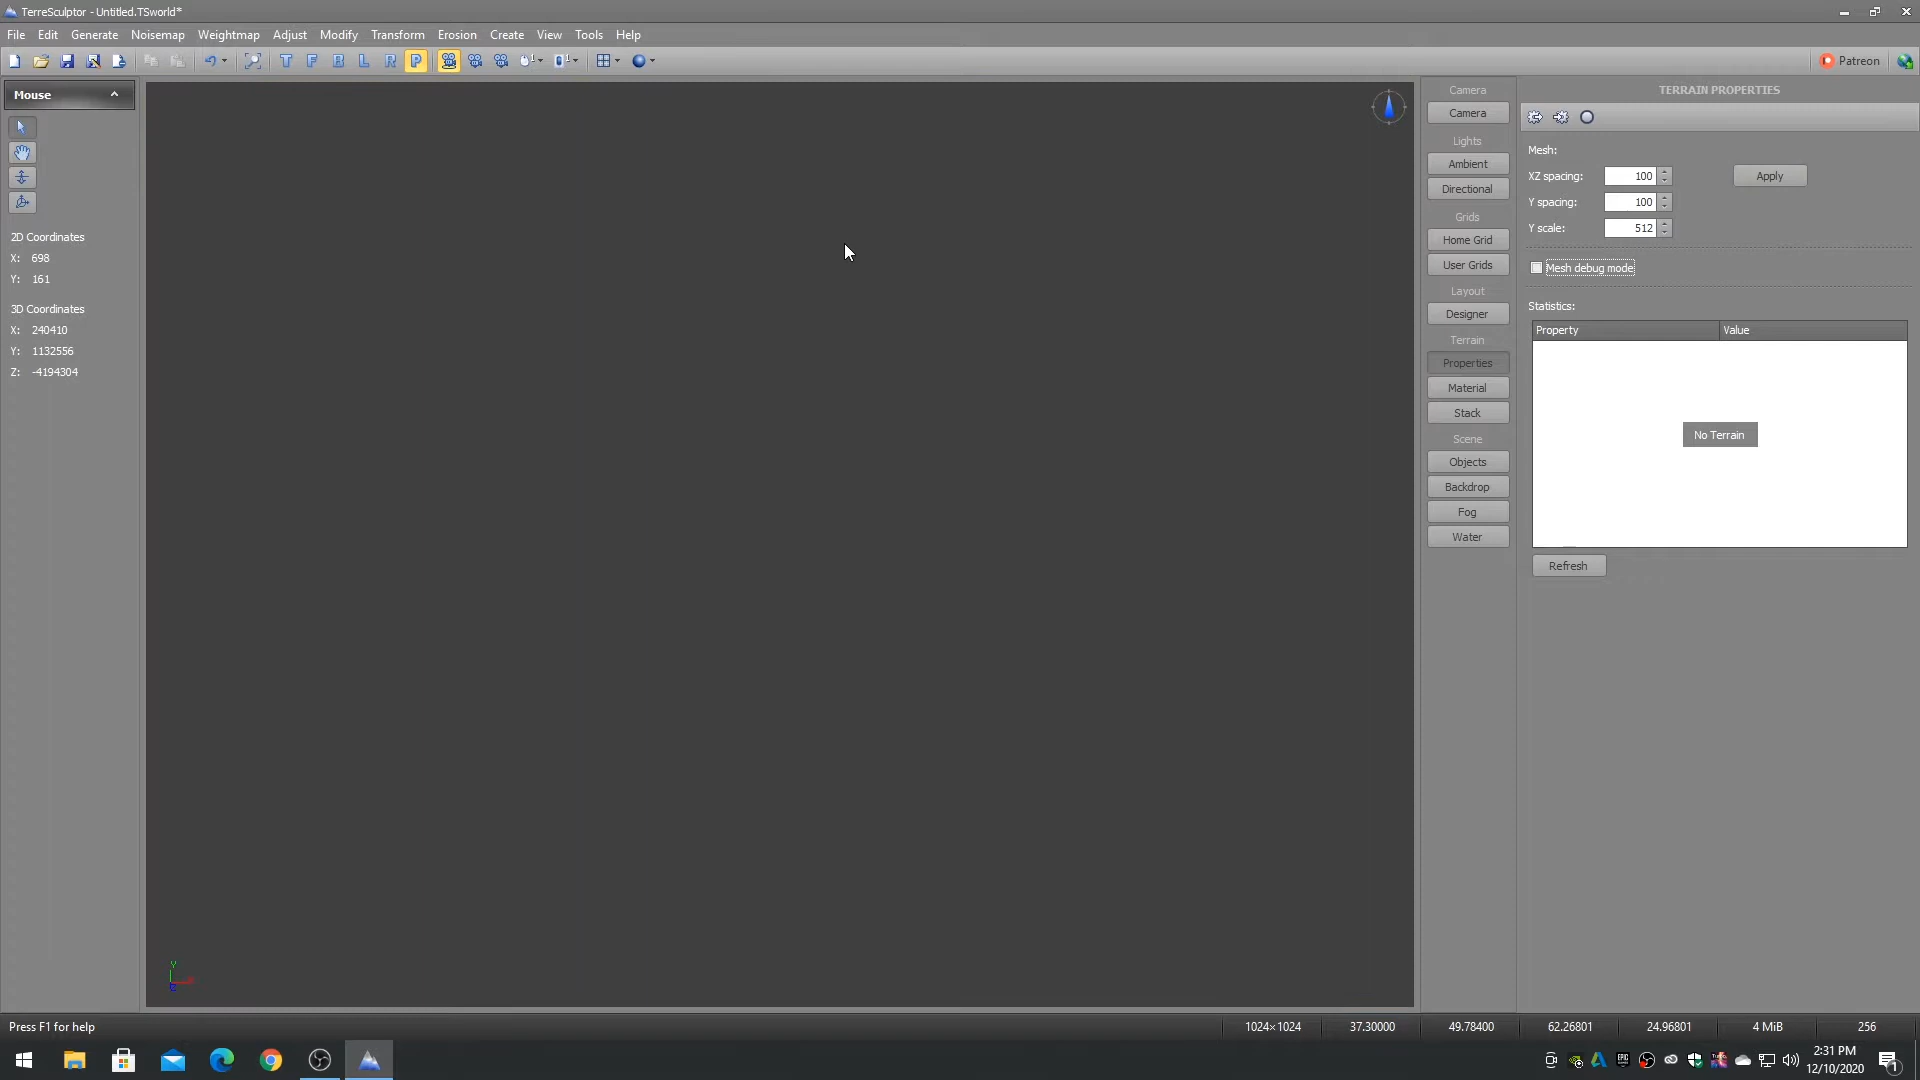 TerreSculptor - Untitled.TSworld*
File Edit Generate Noisemap Weightmap Adjust Modify Transform Erosion Create View Tools Help
T F B L R P
Patreon
Mouse
2D Coordinates
X: 698
Y: 161
3D Coordinates
X: 240410
Y: 1132556
Z: -4194304
Y
Camera
Camera
Lights
Ambient
Directional
Grids
Home Grid
User Grids
Layout
Designer
Terrain
Properties
Material
Stack
Scene
Objects
Backdrop
Fog
Water
TERRAIN PROPERTIES
Mesh:
XZ spacing: 100 Apply
Y spacing: 100
Y scale: 512
Mesh debug mode
Statistics:
Property Value
No Terrain
Refresh
Press F1 for help 1024×1024 37.30000 49.78400 62.26801 24.96801 4 MiB 256
2:31 PM
12/10/2020
1